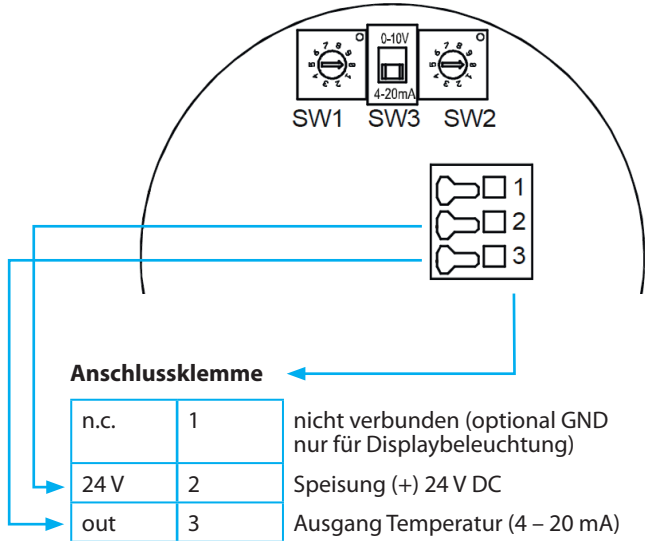 0-10V
4-20mA
SW1 SW3 SW2
1
2
3
Anschlussklemme
n.c. 1 nicht verbunden (optional GND
nur für Displaybeleuchtung)
24 V 2 Speisung (+) 24 V DC
out 3 Ausgang Temperatur (4 – 20 mA)